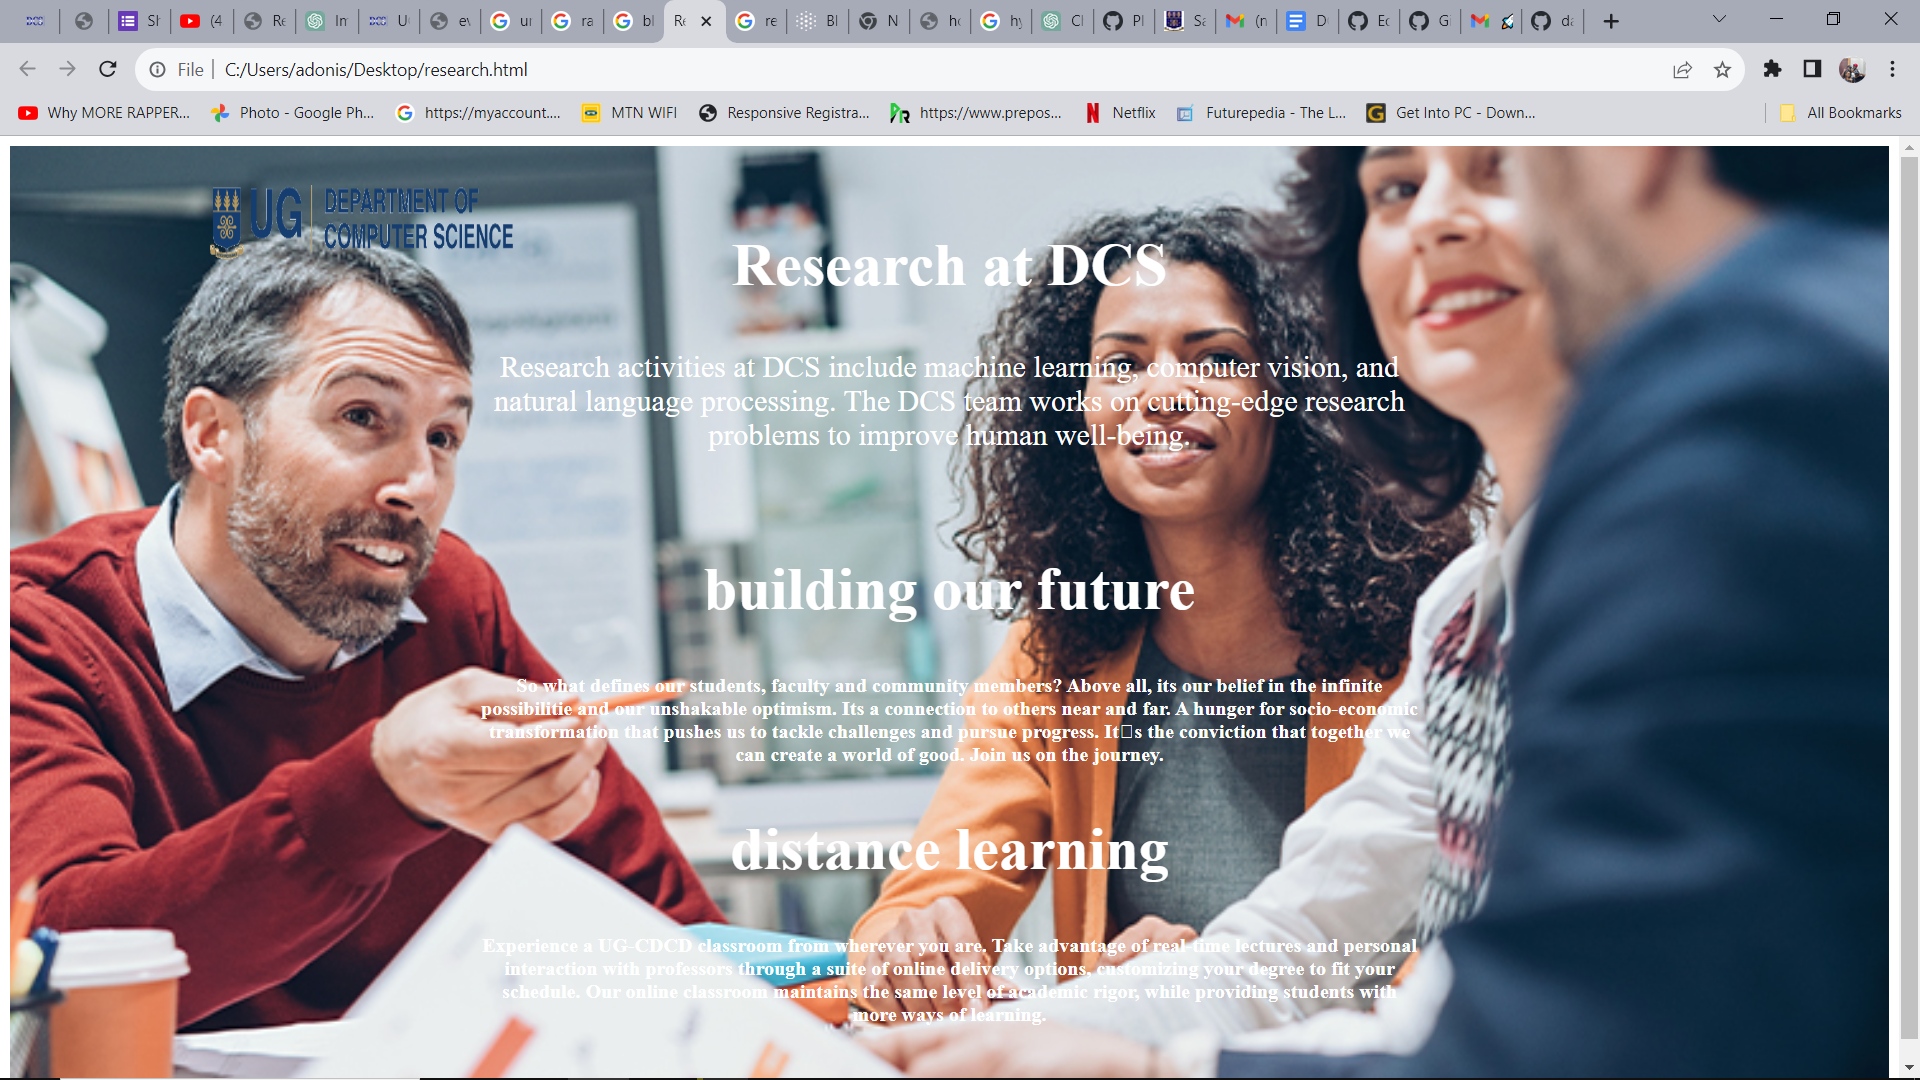 Sh
(4
Re
In
U
ev
ur
ra
bl
Re
re
Bl
N
ho
hy
Cl
Pl
Sa
(n
D
Ec
Gi
da
File
C:/Users/adonis/Desktop/research.html
Why MORE RAPPER...
Photo - Google Ph...
https://myaccount....
MTN WIFI
Responsive Registra...
https://www.prepos...
Netflix
Futurepedia - The L...
Get Into PC - Down...
All Bookmarks
UG DEPARTMENT OF
COMPUTER SCIENCE
Research at DCS
Research activities at DCS include machine learning, computer vision, and
natural language processing. The DCS team works on cutting-edge research
problems to improve human well-being.
building our future
So what defines our students, faculty and community members? Above all, its our belief in the infinite
possibilitie and our unshakable optimism. Its a connection to others near and far. A hunger for socio-economic
transformation that pushes us to tackle challenges and pursue progress. It□s the conviction that together we
can create a world of good. Join us on the journey.
distance learning
Experience a UG-CDCD classroom from wherever you are. Take advantage of real-time lectures and personal
interaction with professors through a suite of online delivery options, customizing your degree to fit your
schedule. Our online classroom maintains the same level of academic rigor, while providing students with
more ways of learning.